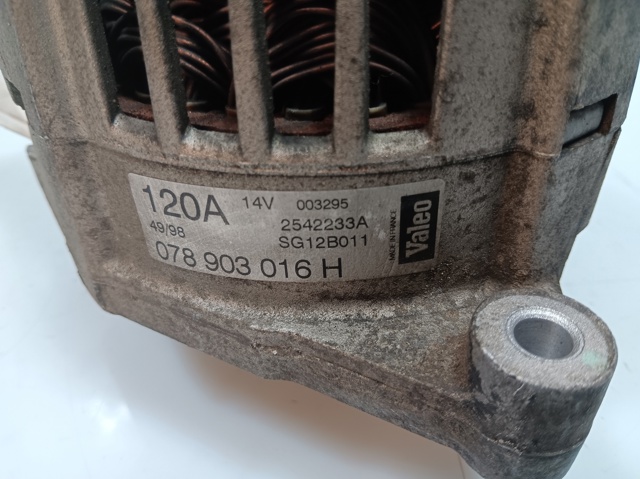 120A 14V 003295
49/98 2542233A
SG12B011
078 903 016 H
MADE IN FRANCE
Valeo